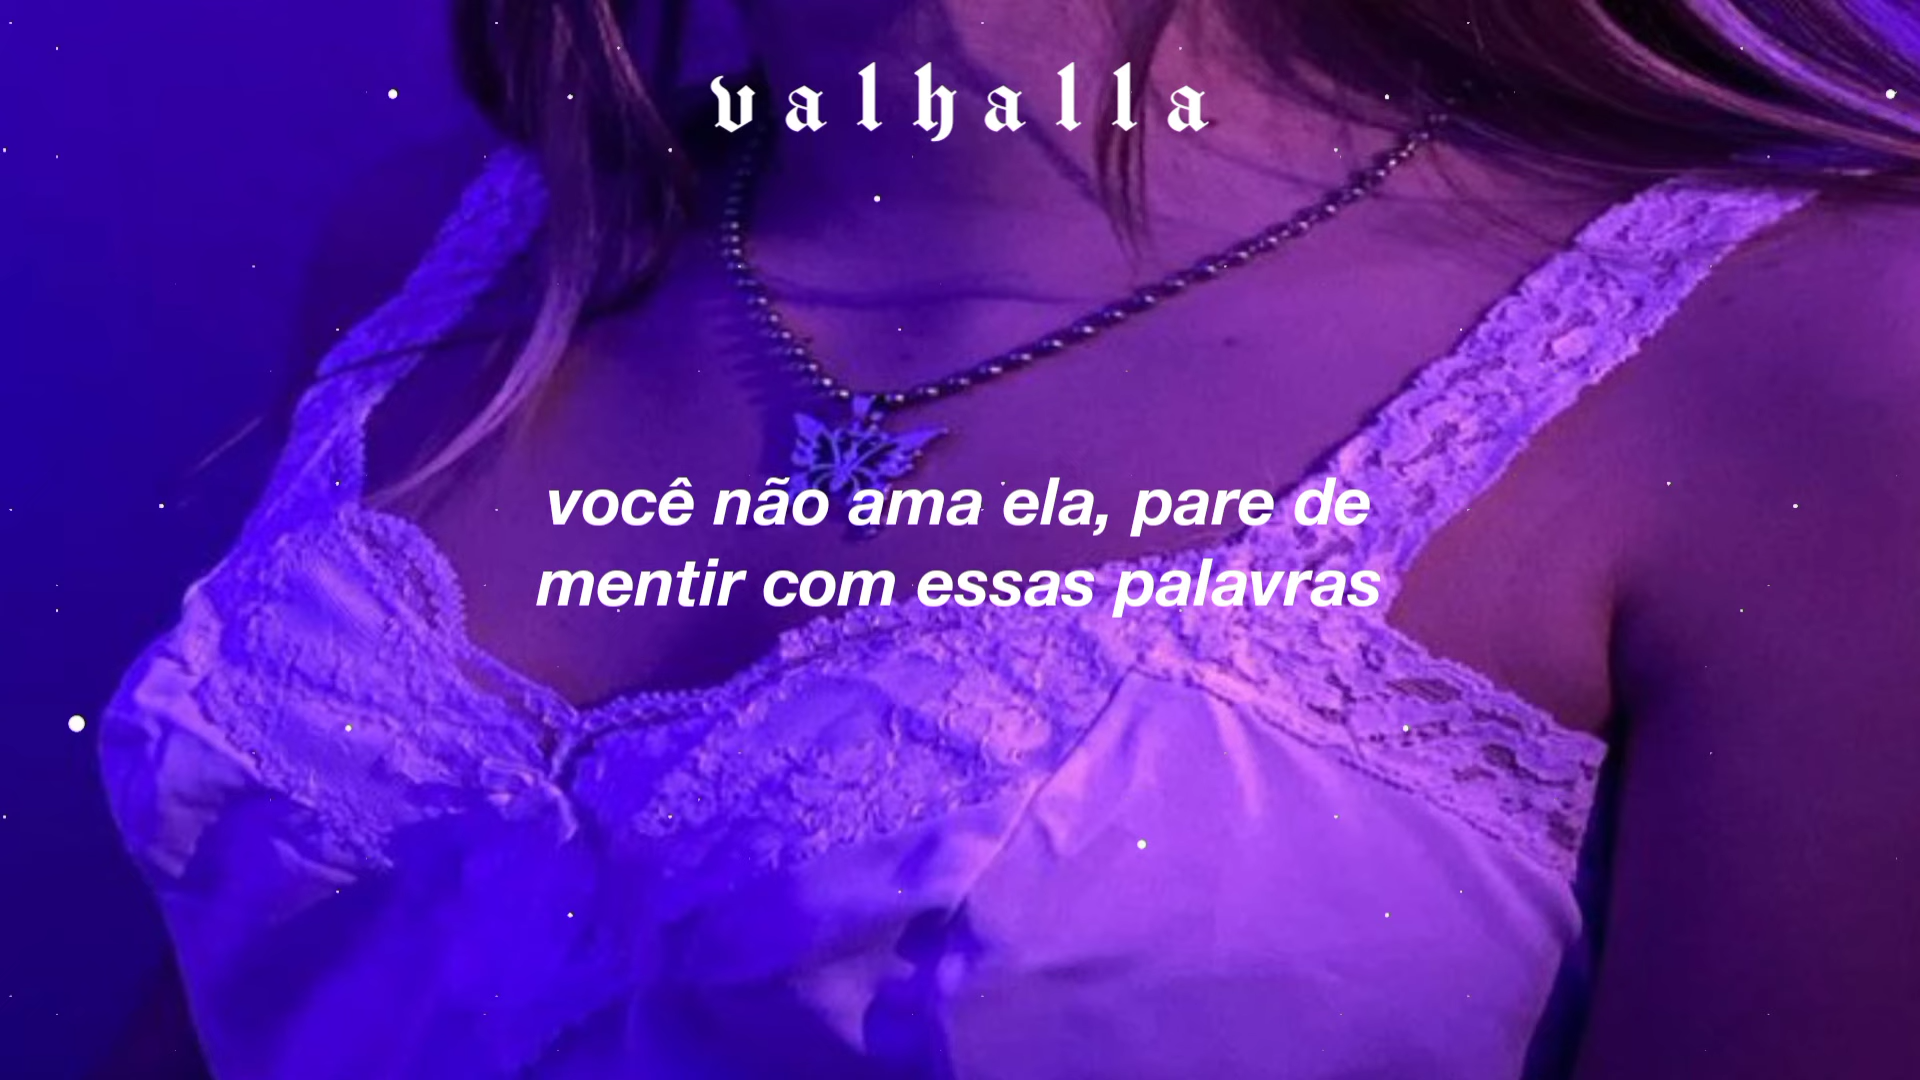 valhalla
você não ama ela, pare de
mentir com essas palavras